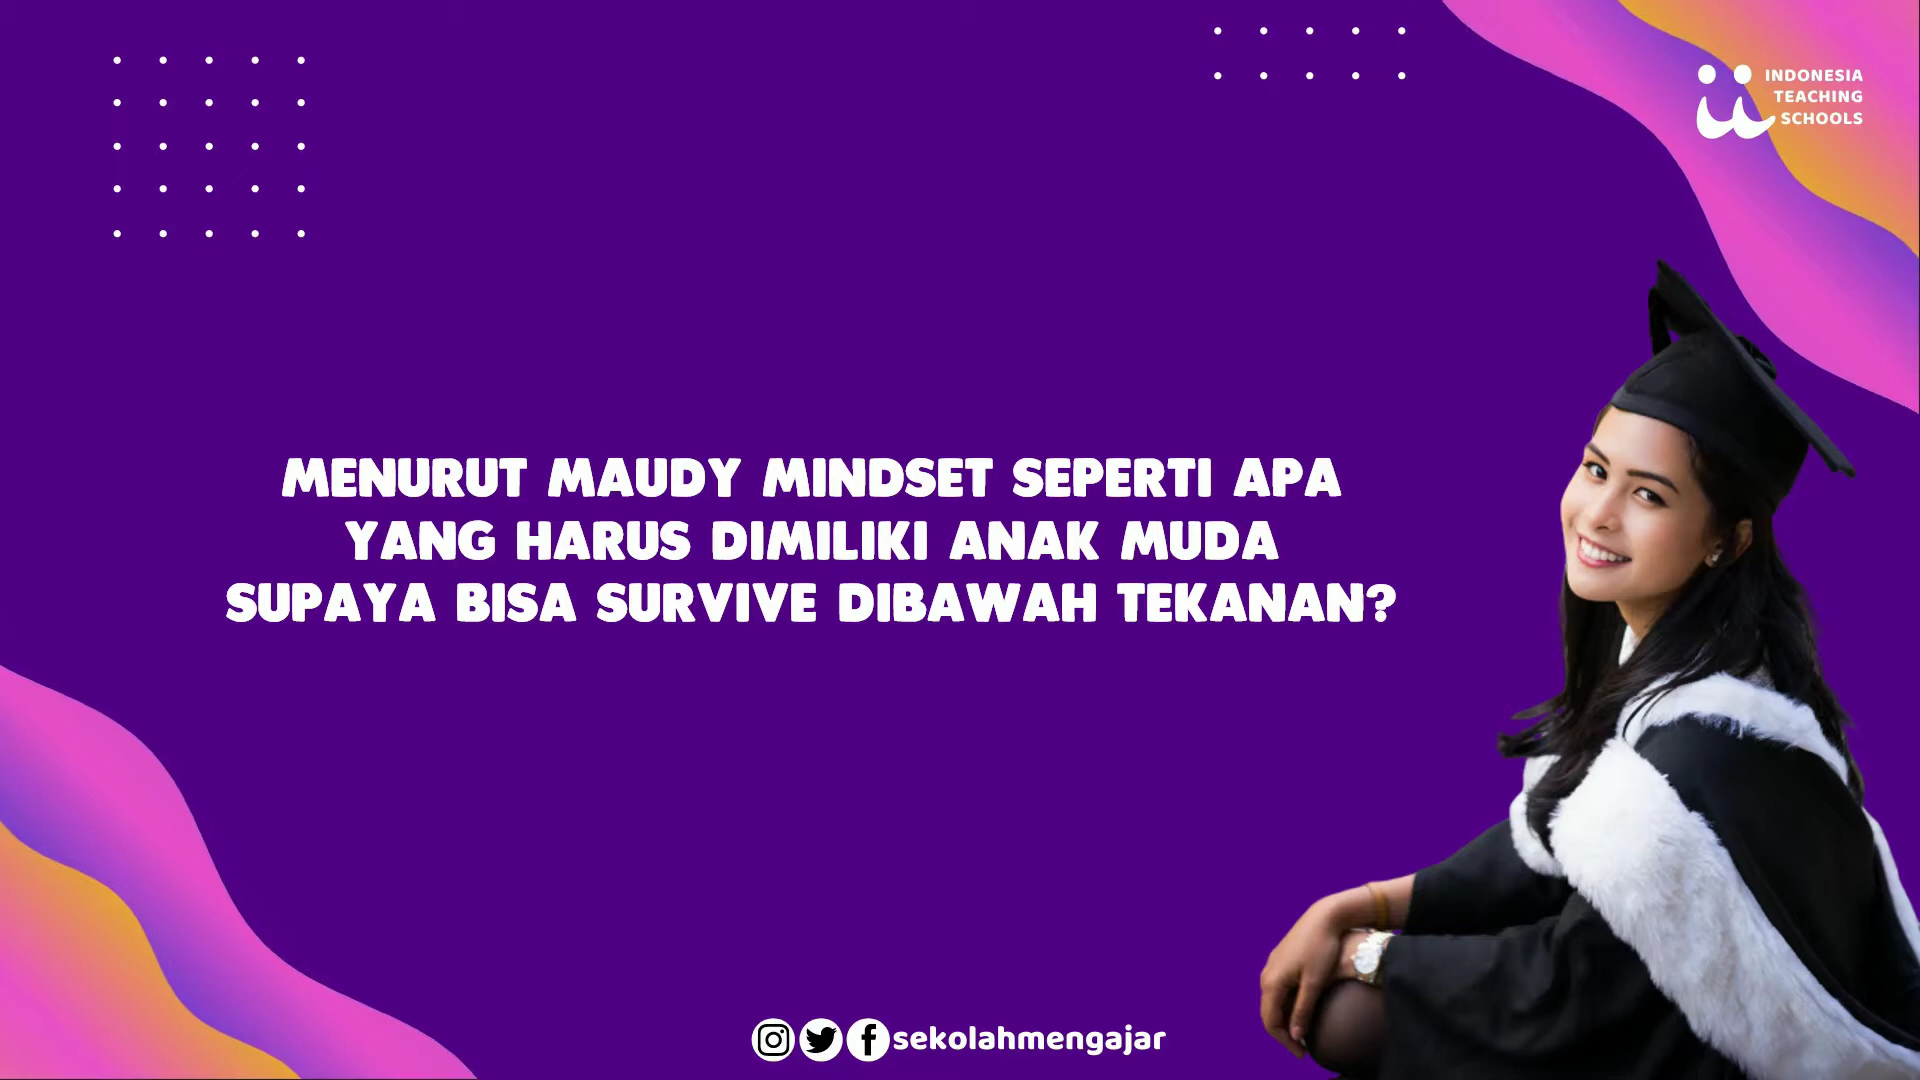 INDONESIA
TEACHING
SCHOOLS
MENURUT MAUDY MINDSET SEPERTI APA
YANG HARUS DIMILIKI ANAK MUDA
SUPAYA BISA SURVIVE DIBAWAH TEKANAN?
sekolahmengajar